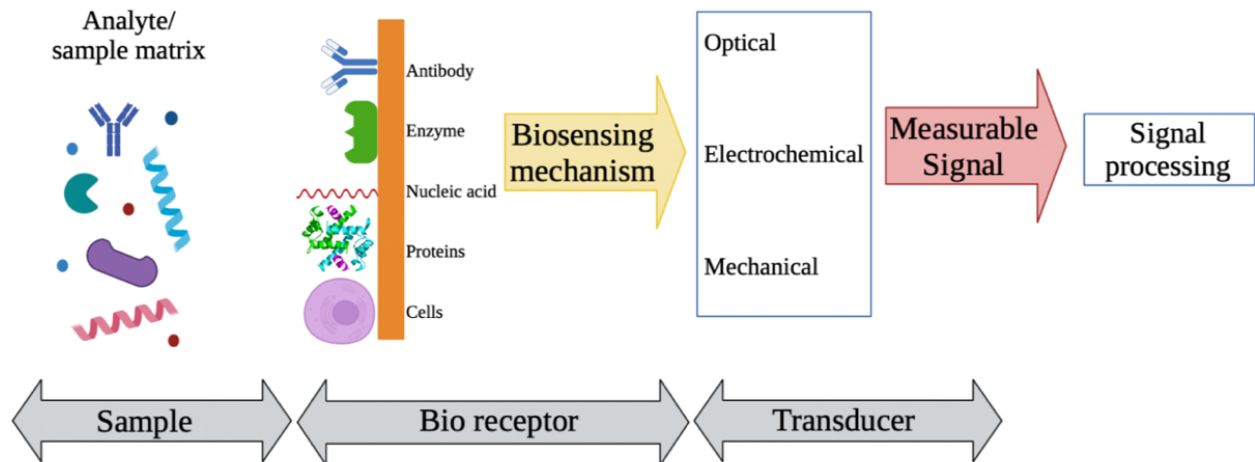 Analyte/
sample matrix
Antibody
Enzyme
Nucleic acid
Proteins
Cells
Biosensing
mechanism
Optical
Electrochemical
Mechanical
Measurable
Signal
Signal
processing
Sample
Bio receptor
Transducer